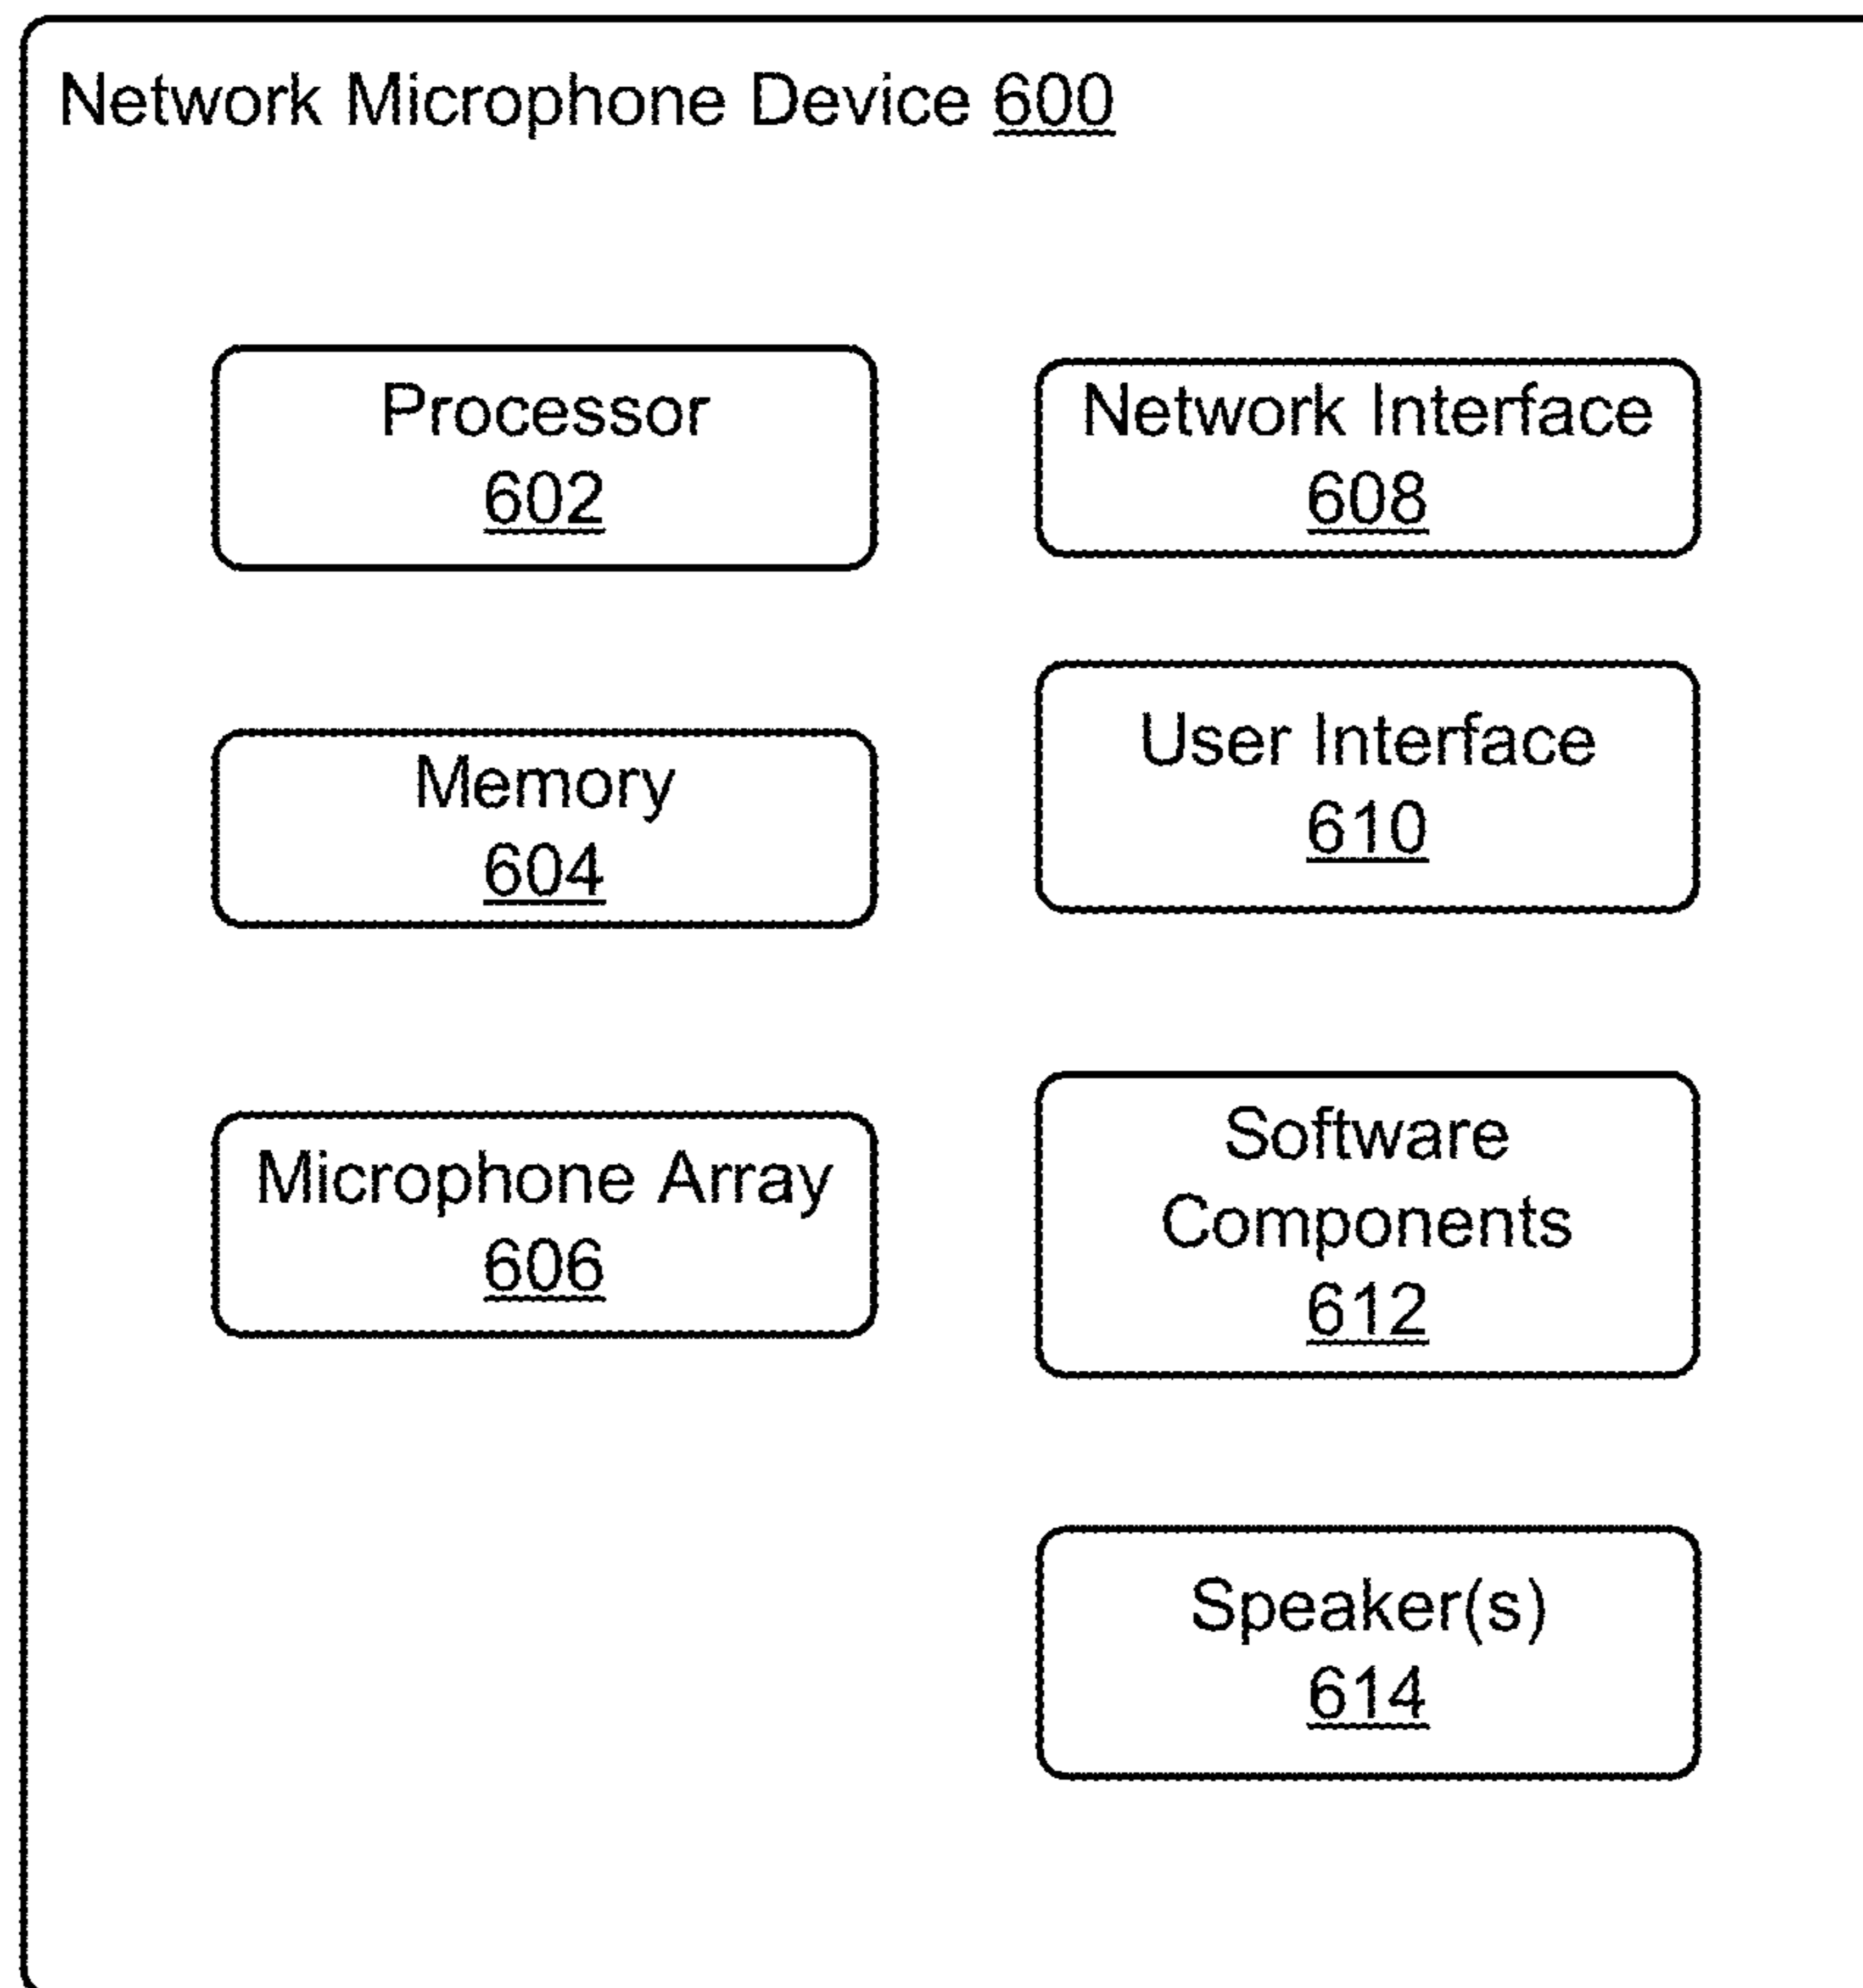 Network Microphone Device 600
Processor
602
Memory
604
Microphone Array
606
Network Interface
608
User Interface
610
Software
Components
612
Speaker(s)
614